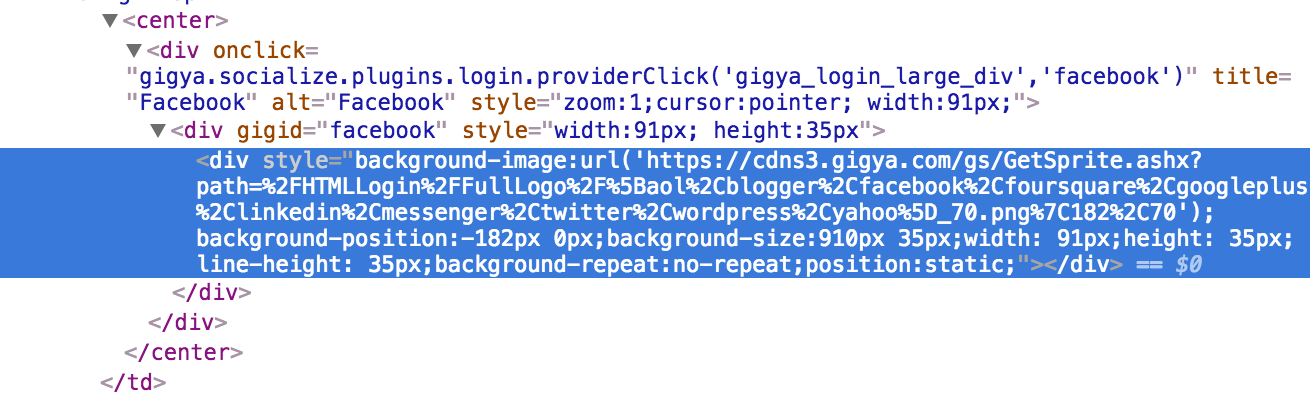 ▼<center>
▼<div onclick=
"gigya.socialize.plugins.login.providerClick('gigya_login_large_div','facebook')" title=
"Facebook" alt="Facebook" style="zoom:1;cursor:pointer; width:91px;">
▼<div gigid="facebook" style="width:91px; height:35px">
<div style="background-image:url('https://cdns3.gigya.com/gs/GetSprite.ashx?
path=%2FHTMLLogin%2FFullLogo%2F%5Baol%2Cblogger%2Cfacebook%2Cfoursquare%2Cgoogleplus
%2Clinkedin%2Cmessenger%2Ctwitter%2Cwordpress%2Cyahoo%5D_70.png%7C182%2C70');
background-position:-182px 0px;background-size:910px 35px;width: 91px;height: 35px;
line-height: 35px;background-repeat:no-repeat;position:static;"></div> == $0
</div>
</div>
</center>
</td>